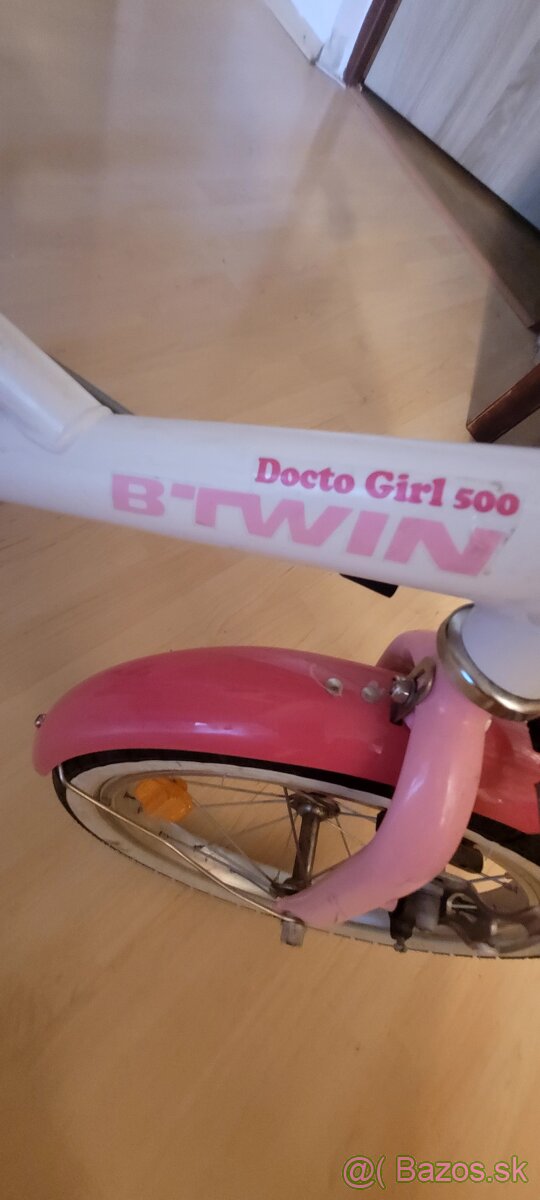 Docto Girl 500
B'TWIN
@( Bazos.sk